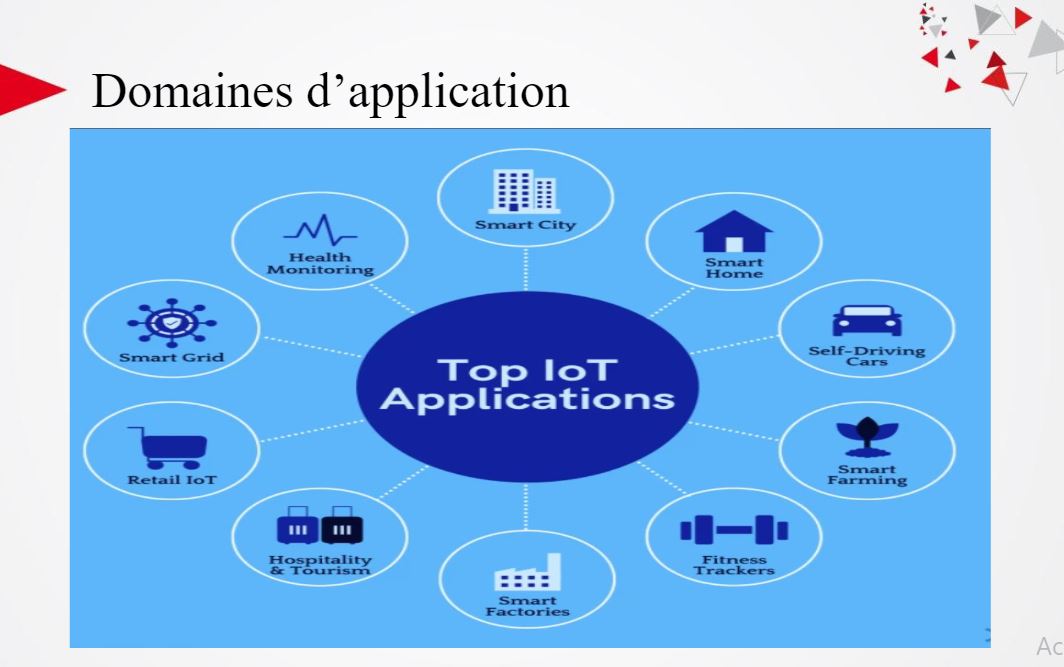 Domaines d’application
Smart City
Health
Monitoring
Smart
Home
Smart Grid
Self-Driving
Cars
Top IoT
Applications
Retail IoT
Smart
Farming
Hospitality
& Tourism
Fitness
Trackers
Smart
Factories